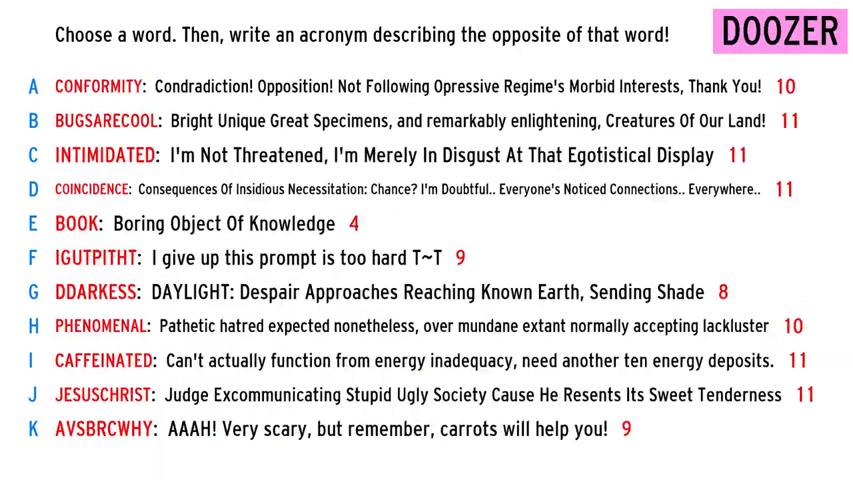 Choose a word. Then, write an acronym describing the opposite of that word!
DOOZER
A CONFORMITY: Condradiction! Opposition! Not Following Opressive Regime's Morbid Interests, Thank You! 10
B BUGSARECOOL: Bright Unique Great Specimens, and remarkably enlightening, Creatures Of Our Land! 11
C INTIMIDATED: I'm Not Threatened, I'm Merely In Disgust At That Egotistical Display 11
D COINCIDENCE: Consequences Of Insidious Necessitation: Chance? I'm Doubtful.. Everyone's Noticed Connections.. Everywhere.. 11
E BOOK: Boring Object Of Knowledge 4
F IGUTPITHT: I give up this prompt is too hard T~T 9
G DDARKESS: DAYLIGHT: Despair Approaches Reaching Known Earth, Sending Shade 8
H PHENOMENAL: Pathetic hatred expected nonetheless, over mundane extant normally accepting lackluster 10
I CAFFEINATED: Can't actually function from energy inadequacy, need another ten energy deposits. 11
J JESUSCHRIST: Judge Excommunicating Stupid Ugly Society Cause He Resents Its Sweet Tenderness 11
K AVSBRCWHY: AAAH! Very scary, but remember, carrots will help you! 9